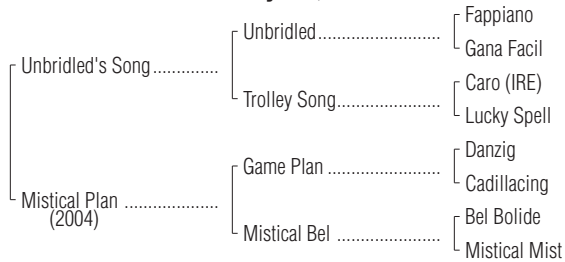 Fappiano
Unbridled..............................
Gana Facil
Unbridled's Song..............
Caro (IRE)
Trolley Song.........................
Lucky Spell
Danzig
Game Plan ............................
Cadillacing
Mistical Plan ....................
(2004)
Bel Bolide
Mistical Bel ..........................
Mistical Mist